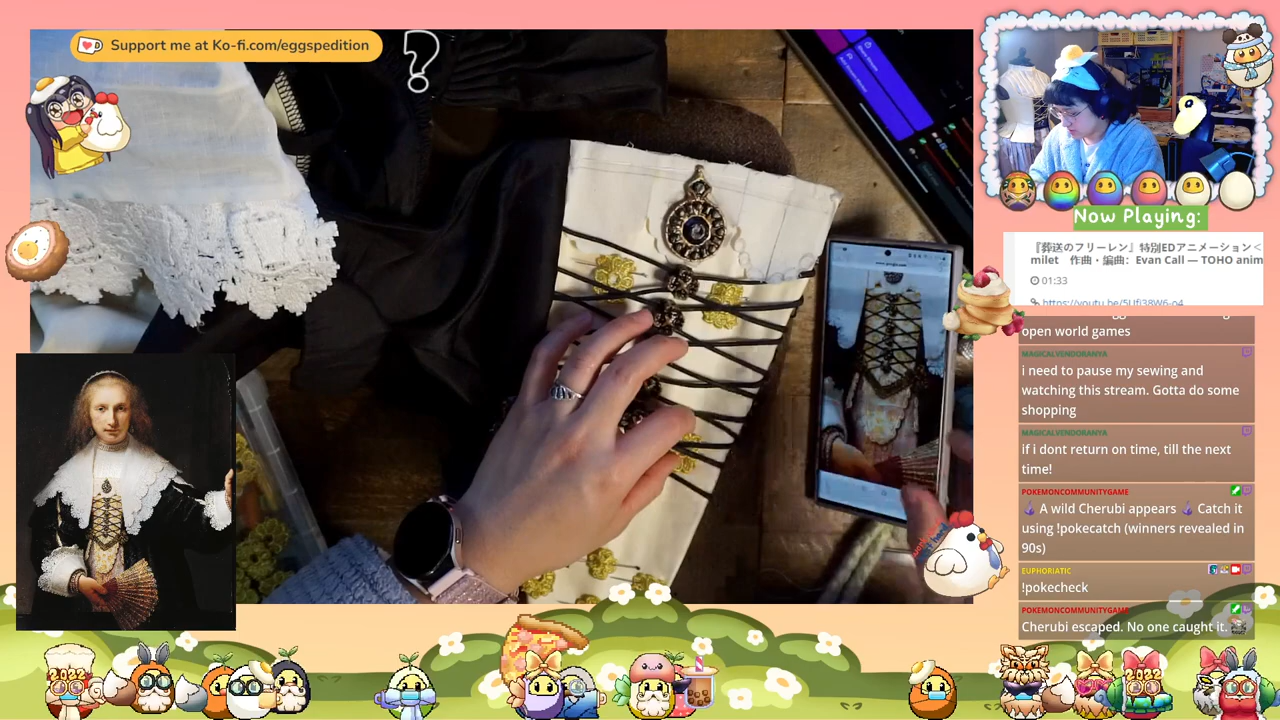 Support me at Ko-fi.com/eggspedition
?
Now Playing:
『葬送のフリーレン』特別EDアニメーション＜
milet 作曲・編曲：Evan Call — TOHO anim
01:33
https://youtu.be/5Ufj38W6-o4
open world games
MAGICALVENDORANYA
i need to pause my sewing and
watching this stream. Gotta do some
shopping
MAGICALVENDORANYA
if i dont return on time, till the next
time!
POKEMONCOMMUNITYGAME
A wild Cherubi appears Catch it
using !pokecatch (winners revealed in
90s)
EUPHORIATIC
!pokecheck
POKEMONCOMMUNITYGAME
Cherubi escaped. No one caught it.
2022
2022